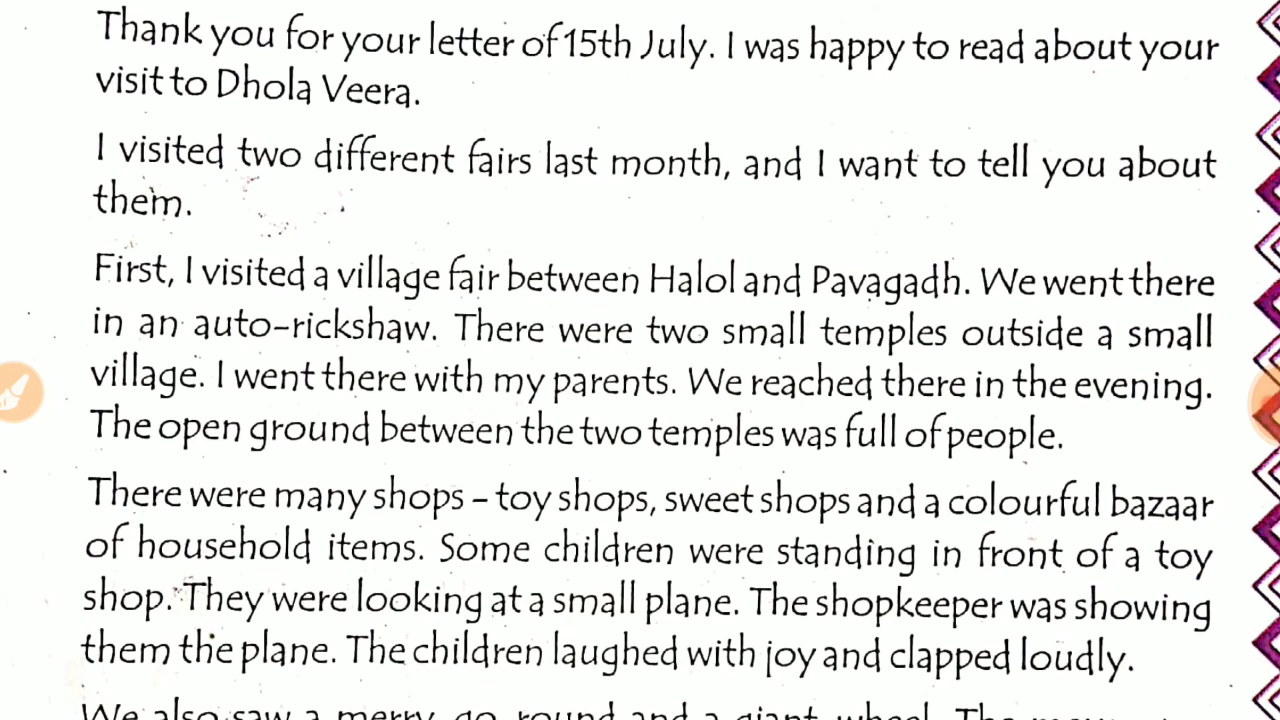 Thank you for your letter of 15th July. I was happy to read about your
visit to Dhola Veera.
I visited two different fairs last month, and I want to tell you about
them.
First, I visited a village fair between Halol and Pavagadh. We went there
in an auto-rickshaw. There were two small temples outside a small
village. I went there with my parents. We reached there in the evening.
The open ground between the two temples was full of people.
There were many shops – toy shops, sweet shops and a colourful bazaar
of household items. Some children were standing in front of a toy
shop. They were looking at a small plane. The shopkeeper was showing
them the plane. The children laughed with joy and clapped loudly.
We also saw a merry go round and a giant wheel. The